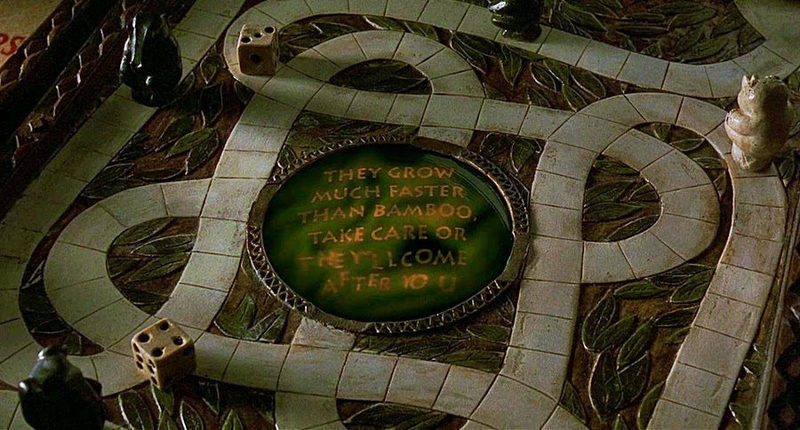 THEY GROW
MUCH FASTER
THAN BAMBOO,
TAKE CARE OR
THEY'LL COME
AFTER YOU